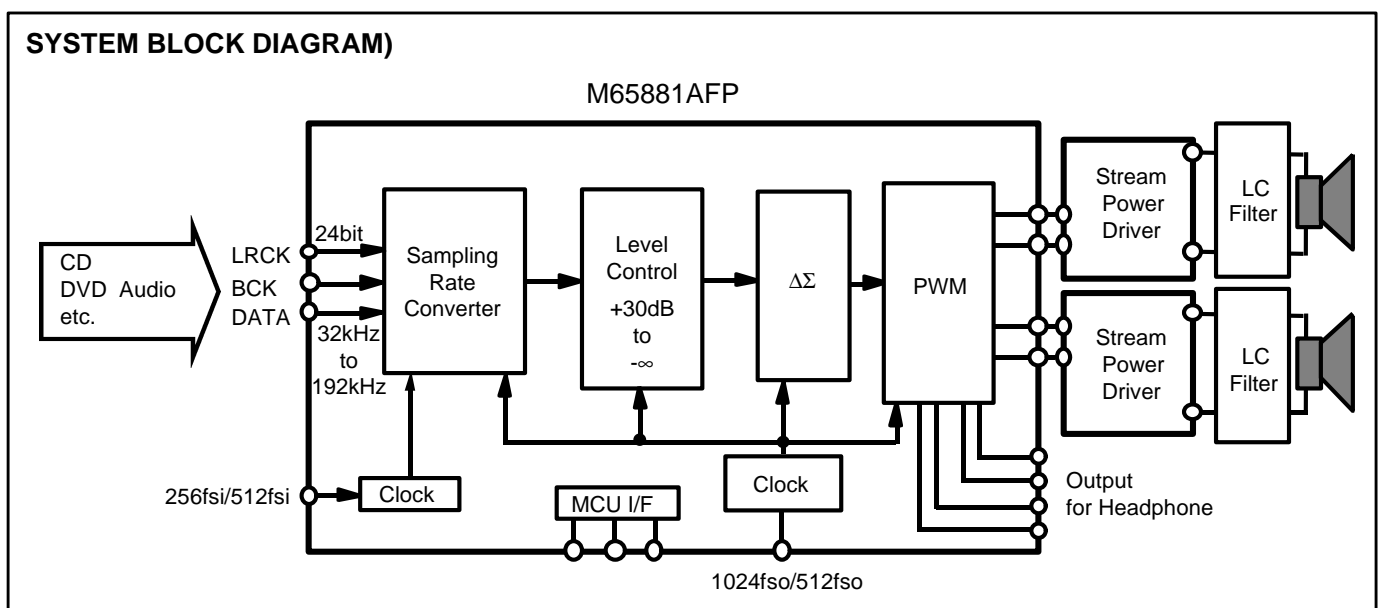 SYSTEM BLOCK DIAGRAM)
M65881AFP
CD
DVD Audio
etc.
LRCK
BCK
DATA
24bit
32kHz
to
192kHz
Sampling
Rate
Converter
Level
Control
+30dB
to
-∞
ΔΣ
PWM
Stream
Power
Driver
LC
Filter
Stream
Power
Driver
LC
Filter
256fsi/512fsi
Clock
MCU I/F
Clock
1024fso/512fso
Output
for Headphone